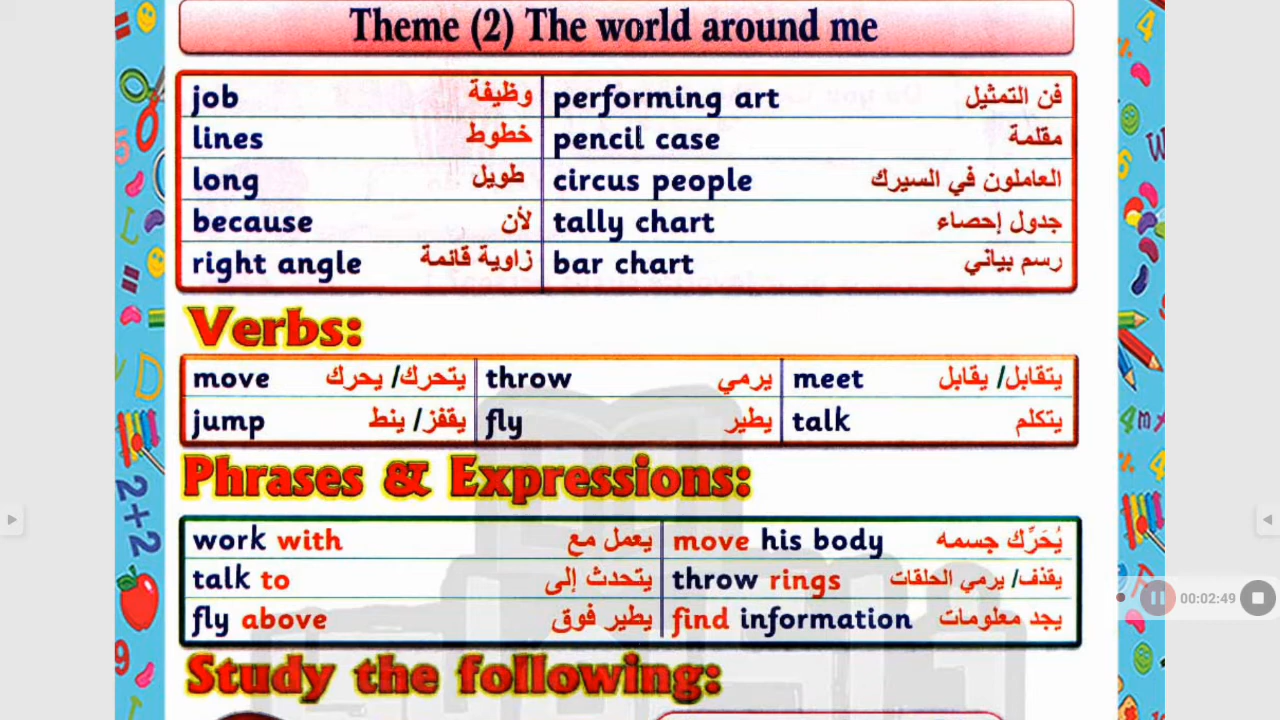 Theme (2) The world around me
job وظيفة performing art فن التمثيل
lines خطوط pencil case مقلمة
long طويل circus people العاملون في السيرك
because لأن tally chart جدول إحصاء
right angle زاوية قائمة bar chart رسم بياني
Verbs:
move يتحرك/ يحرك throw يرمي meet يتقابل/ يقابل
jump يقفز/ ينط fly يطير talk يتكلم
Phrases & Expressions:
work with يعمل مع move his body يُحَرِّك جسمه
talk to يتحدث إلى throw rings يقذف/ يرمي الحلقات
fly above يطير فوق find information يجد معلومات
00:02:49
Study the following: